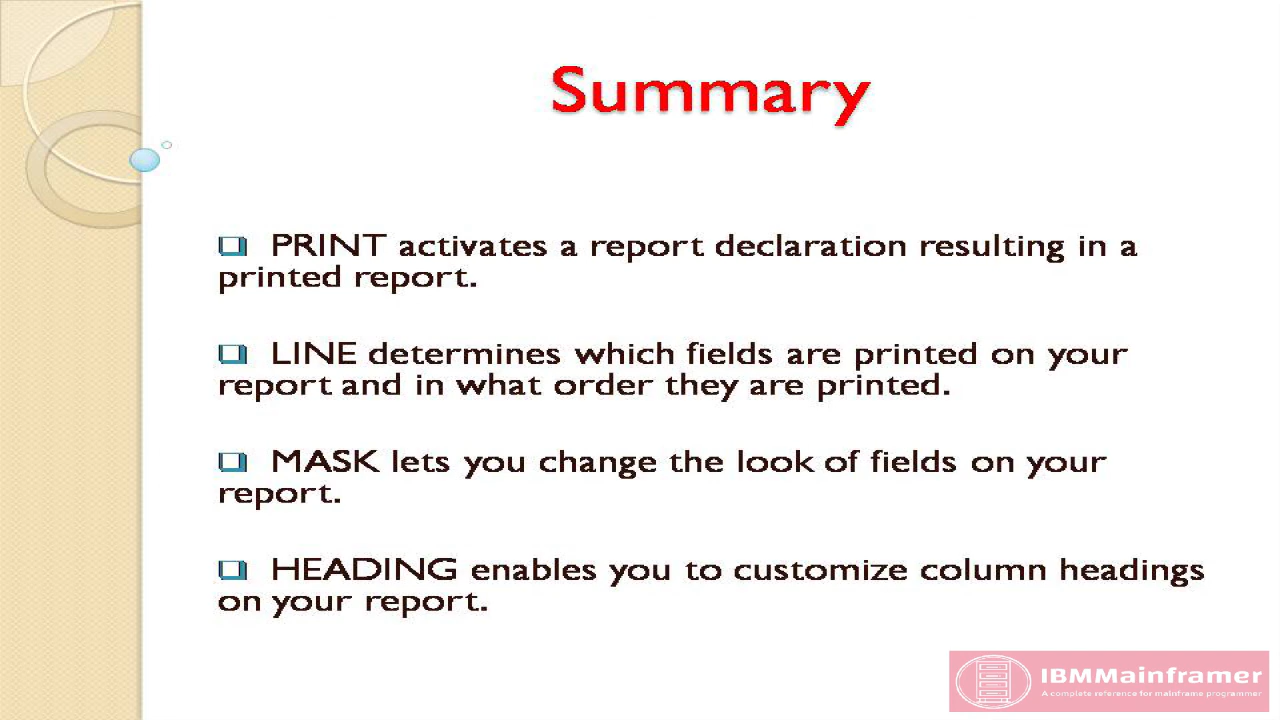 Summary
PRINT activates a report declaration resulting in a
printed report.
LINE determines which fields are printed on your
report and in what order they are printed.
MASK lets you change the look of fields on your
report.
HEADING enables you to customize column headings
on your report.
IBMMainframer
A complete reference for mainframe programmer